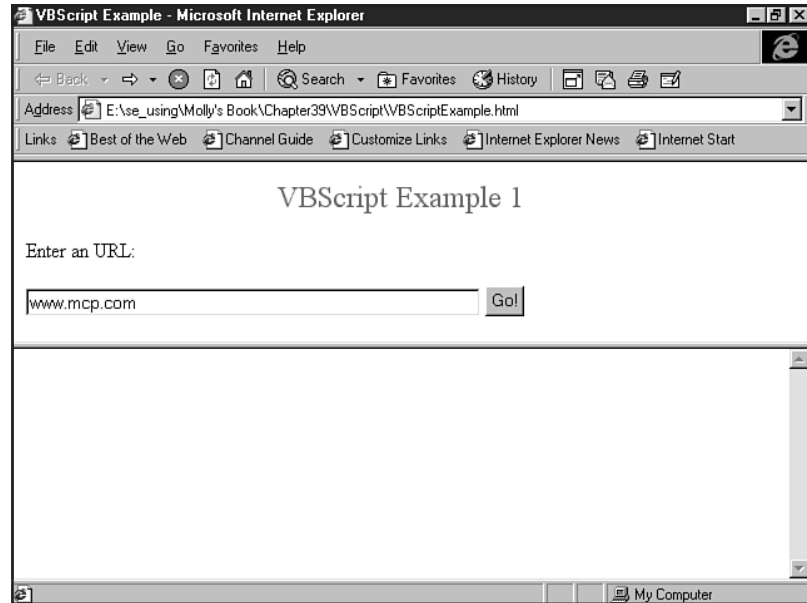 VBScript Example - Microsoft Internet Explorer
File Edit View Go Favorites Help
Back Search Favorites History
Address E:\se_using\Molly's Book\Chapter39\VBScript\VBScriptExample.html
Links Best of the Web Channel Guide Customize Links Internet Explorer News Internet Start
VBScript Example 1
Enter an URL:
www.mcp.com Go!
My Computer